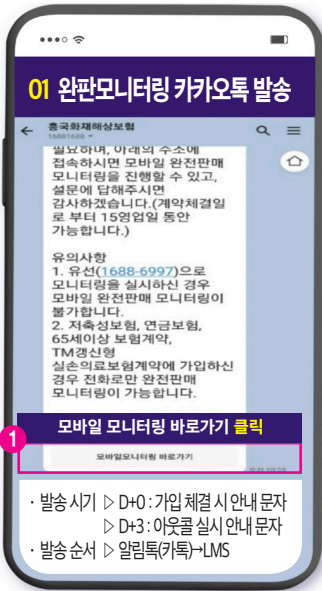 01 완판모니터링 카카오톡 발송
흥국화재해상보험
16881688
필요하며, 아래의 주소에
접속하시면 모바일 완전판매
모니터링을 진행할 수 있고,
설문에 답해주시면
감사하겠습니다.(계약체결일
로 부터 15영업일 동안
가능합니다.)
유의사항
1. 유선(1688-6997)으로
모니터링을 실시하신 경우
모바일 완전판매 모니터링이
불가합니다.
2. 저축성보험, 연금보험,
65세이상 보험계약,
TM갱신형
실손의료보험계약에 가입하신
경우 전화로만 완전판매
모니터링이 가능합니다.
모바일 모니터링 바로가기 클릭
1
모바일모니터링 바로가기
· 발송 시기 ▷ D+0 : 가입 체결 시 안내 문자
▷ D+3 : 아웃콜 실시 안내 문자
· 발송 순서 ▷ 알림톡(카톡)→LMS